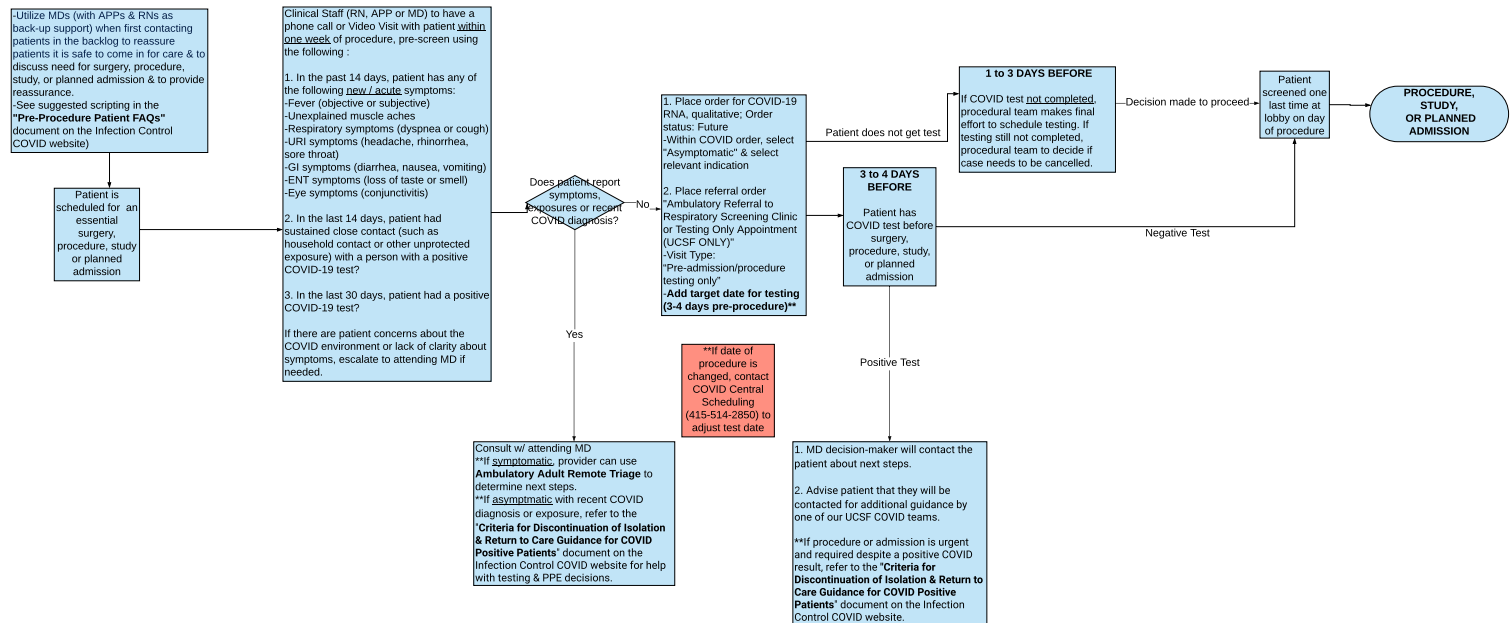 -Utilize MDs (with APPs & RNs as
back-up support) when first contacting
patients in the backlog to reassure
patients it is safe to come in for care & to
discuss need for surgery, procedure,
study, or planned admission & to provide
reassurance.
-See suggested scripting in the
"Pre-Procedure Patient FAQs"
document on the Infection Control
COVID website)
Patient is
scheduled for an
essential
surgery,
procedure, study
or planned
admission
Clinical Staff (RN, APP or MD) to have a
phone call or Video Visit with patient within
one week of procedure, pre-screen using
the following :
1. In the past 14 days, patient has any of
the following new / acute symptoms:
-Fever (objective or subjective)
-Unexplained muscle aches
-Respiratory symptoms (dyspnea or cough)
-URI symptoms (headache, rhinorrhea,
sore throat)
-GI symptoms (diarrhea, nausea, vomiting)
-ENT symptoms (loss of taste or smell)
-Eye symptoms (conjunctivitis)
2. In the last 14 days, patient had
sustained close contact (such as
household contact or other unprotected
exposure) with a person with a positive
COVID-19 test?
3. In the last 30 days, patient had a positive
COVID-19 test?
If there are patient concerns about the
COVID environment or lack of clarity about
symptoms, escalate to attending MD if
needed.
Does patient report
symptoms,
exposures or recent
COVID diagnosis?
No
Yes
Consult w/ attending MD
**If symptomatic, provider can use
Ambulatory Adult Remote Triage to
determine next steps.
**If asymptmatic with recent COVID
diagnosis or exposure, refer to the
"Criteria for Discontinuation of Isolation
& Return to Care Guidance for COVID
Positive Patients" document on the
Infection Control COVID website for help
with testing & PPE decisions.
1. Place order for COVID-19
RNA, qualitative; Order
status: Future
-Within COVID order, select
"Asymptomatic" & select
relevant indication
2. Place referral order
"Ambulatory Referral to
Respiratory Screening Clinic
or Testing Only Appointment
(UCSF ONLY)"
-Visit Type:
"Pre-admission/procedure
testing only"
-Add target date for testing
(3-4 days pre-procedure)**
**If date of
procedure is
changed, contact
COVID Central
Scheduling
(415-514-2850) to
adjust test date
Patient does not get test
1 to 3 DAYS BEFORE
If COVID test not completed,
procedural team makes final
effort to schedule testing. If
testing still not completed,
procedural team to decide if
case needs to be cancelled.
Decision made to proceed
3 to 4 DAYS
BEFORE
Patient has
COVID test before
surgery,
procedure, study,
or planned
admission
Negative Test
Positive Test
1. MD decision-maker will contact the
patient about next steps.
2. Advise patient that they will be
contacted for additional guidance by
one of our UCSF COVID teams.
**If procedure or admission is urgent
and required despite a positive COVID
result, refer to the "Criteria for
Discontinuation of Isolation & Return to
Care Guidance for COVID Positive
Patients" document on the Infection
Control COVID website.
Patient
screened one
last time at
lobby on day
of procedure
PROCEDURE,
STUDY,
OR PLANNED
ADMISSION